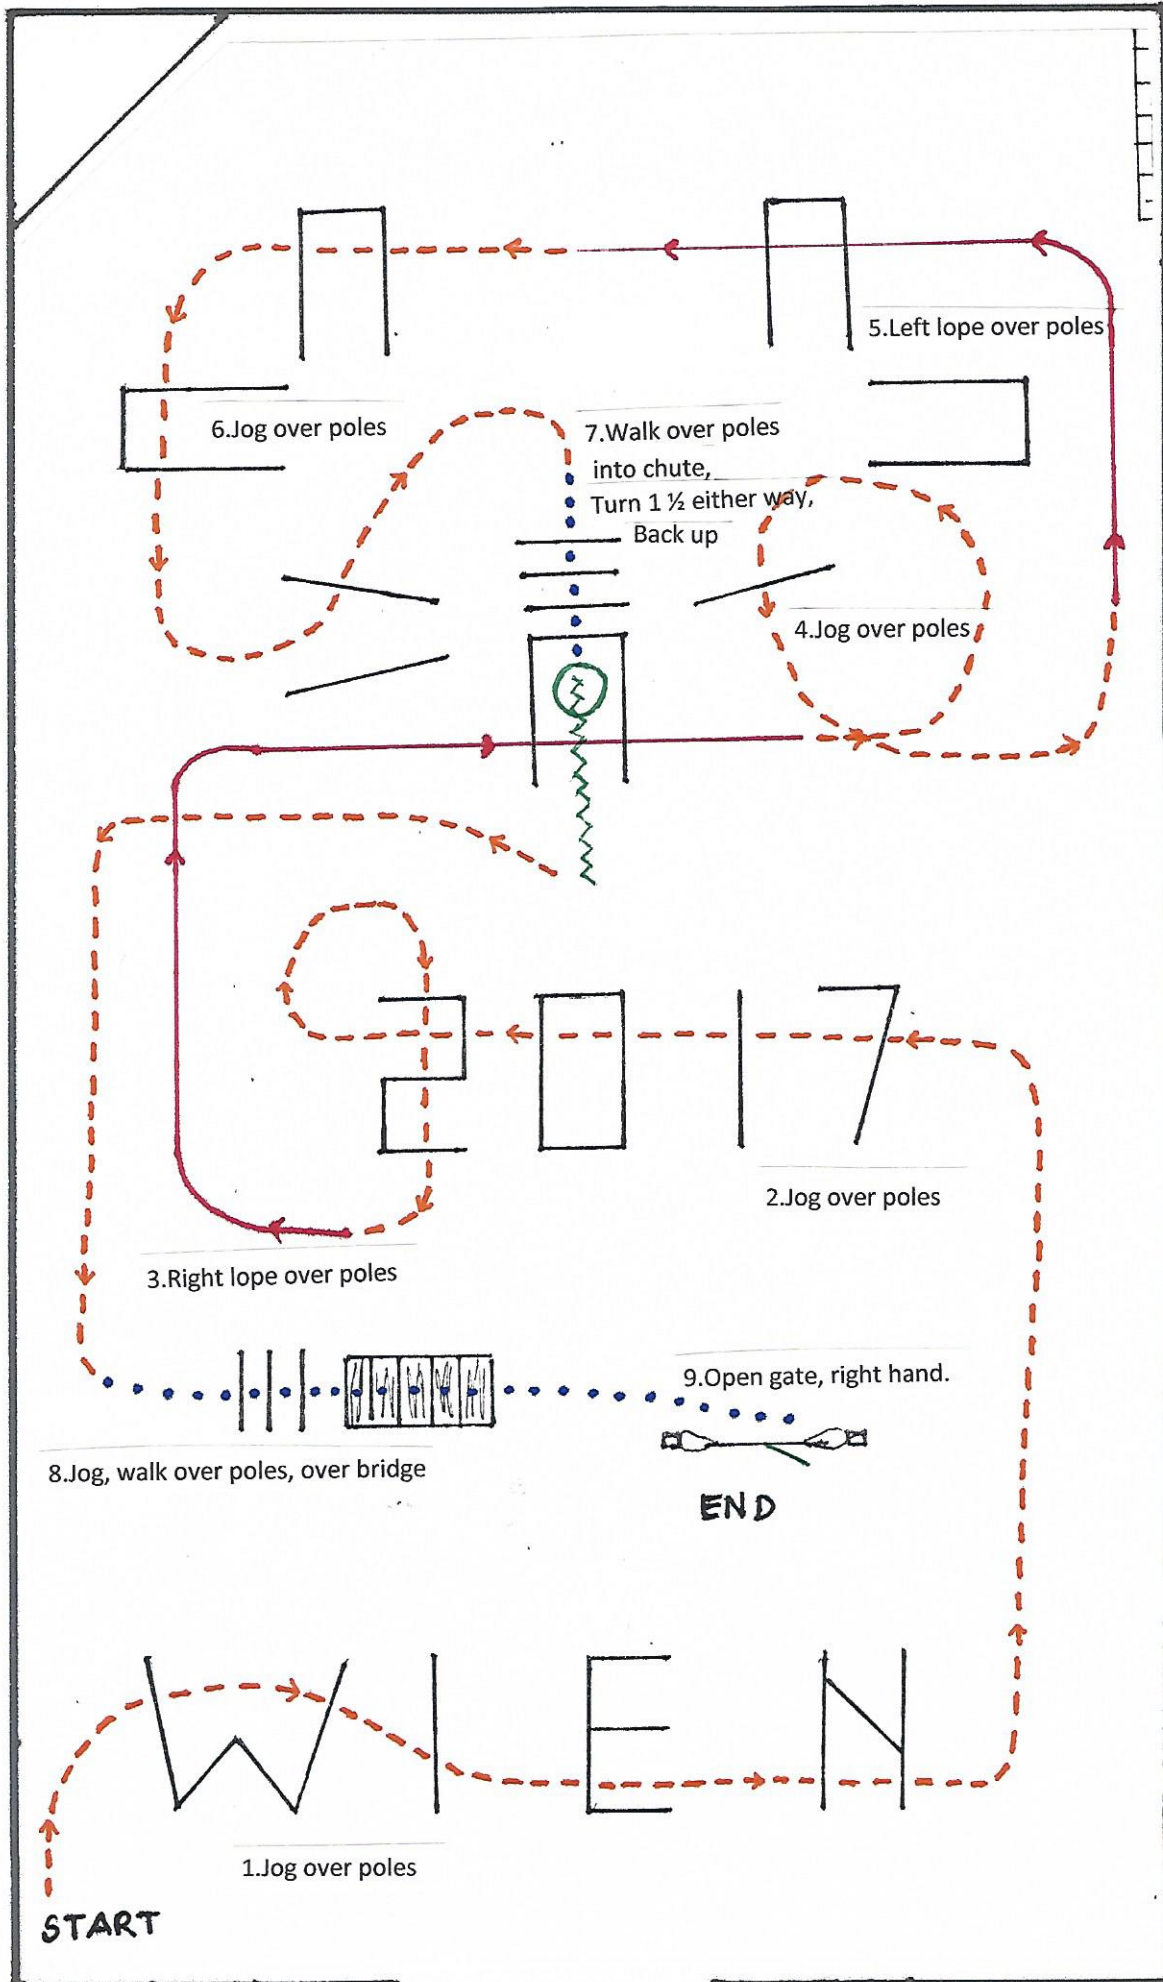 5.Left lope over poles
6.Jog over poles
7.Walk over poles
into chute,
Turn 1 ½ either way,
Back up
4.Jog over poles
2017
2.Jog over poles
3.Right lope over poles
9.Open gate, right hand.
8.Jog, walk over poles, over bridge
END
WIEN
1.Jog over poles
START